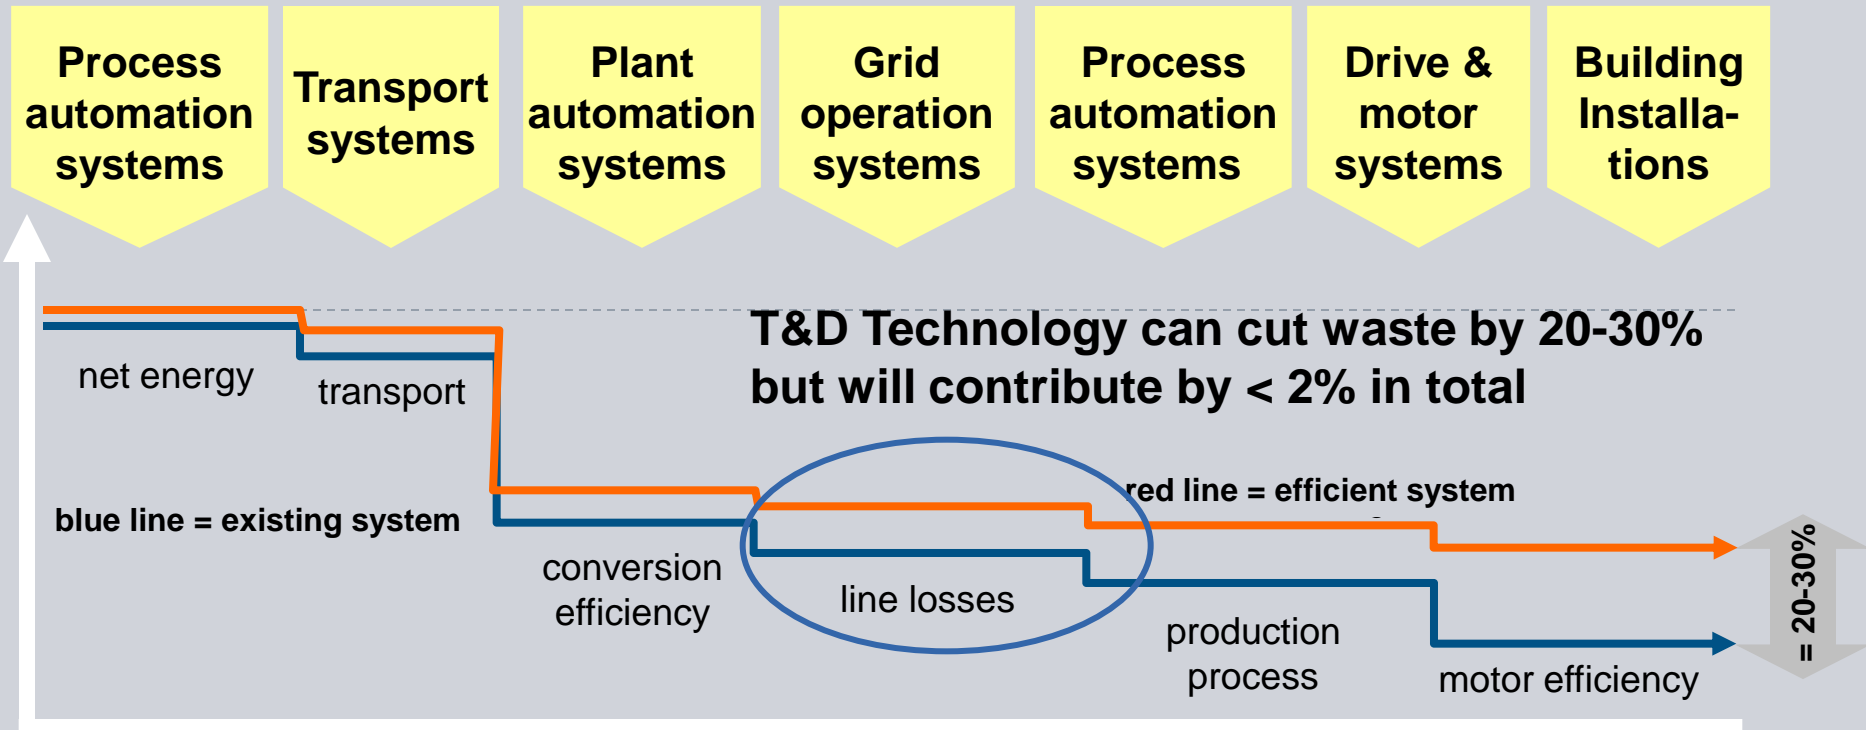 Process
automation
systems
Transport
systems
Plant
automation
systems
Grid
operation
systems
Process
automation
systems
Drive &
motor
systems
Building
Installa-
tions
T&D Technology can cut waste by 20-30%
but will contribute by < 2% in total
net energy
transport
blue line = existing system
red line = efficient system
conversion
efficiency
line losses
production
process
motor efficiency
= 20-30%